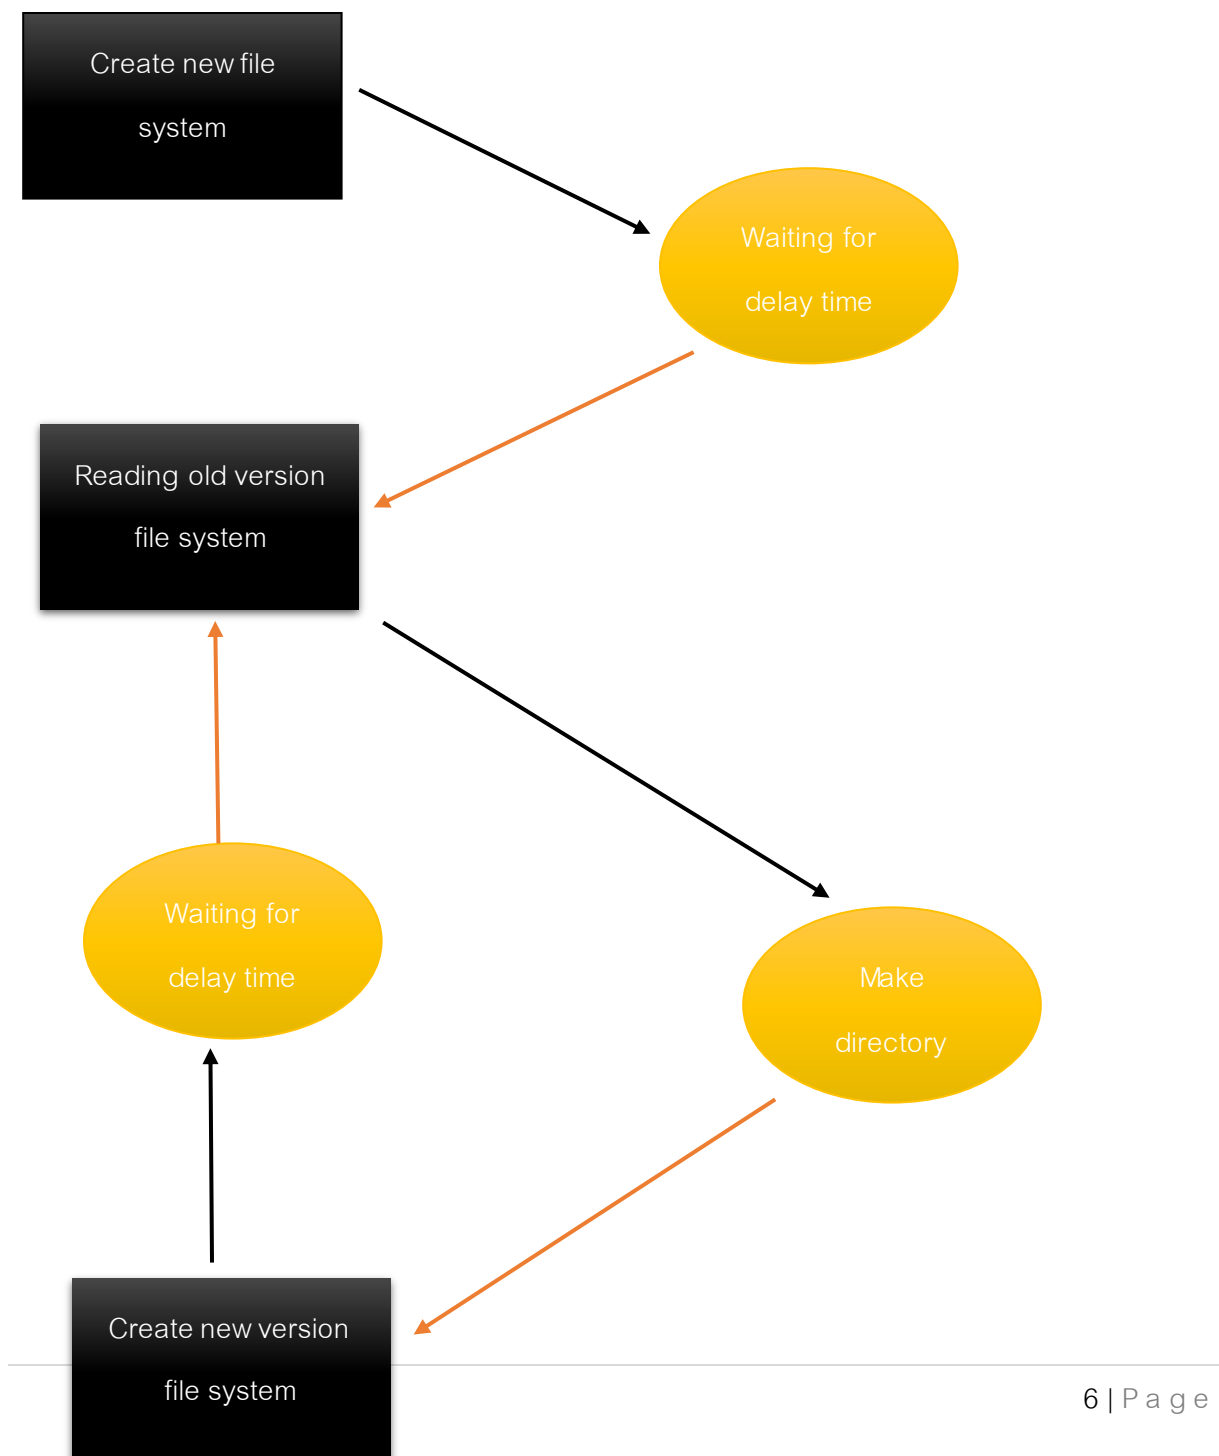 Create new file
system
Waiting for
delay time
Reading old version
file system
Waiting for
delay time
Make
directory
Create new version
file system
6 | P a g e